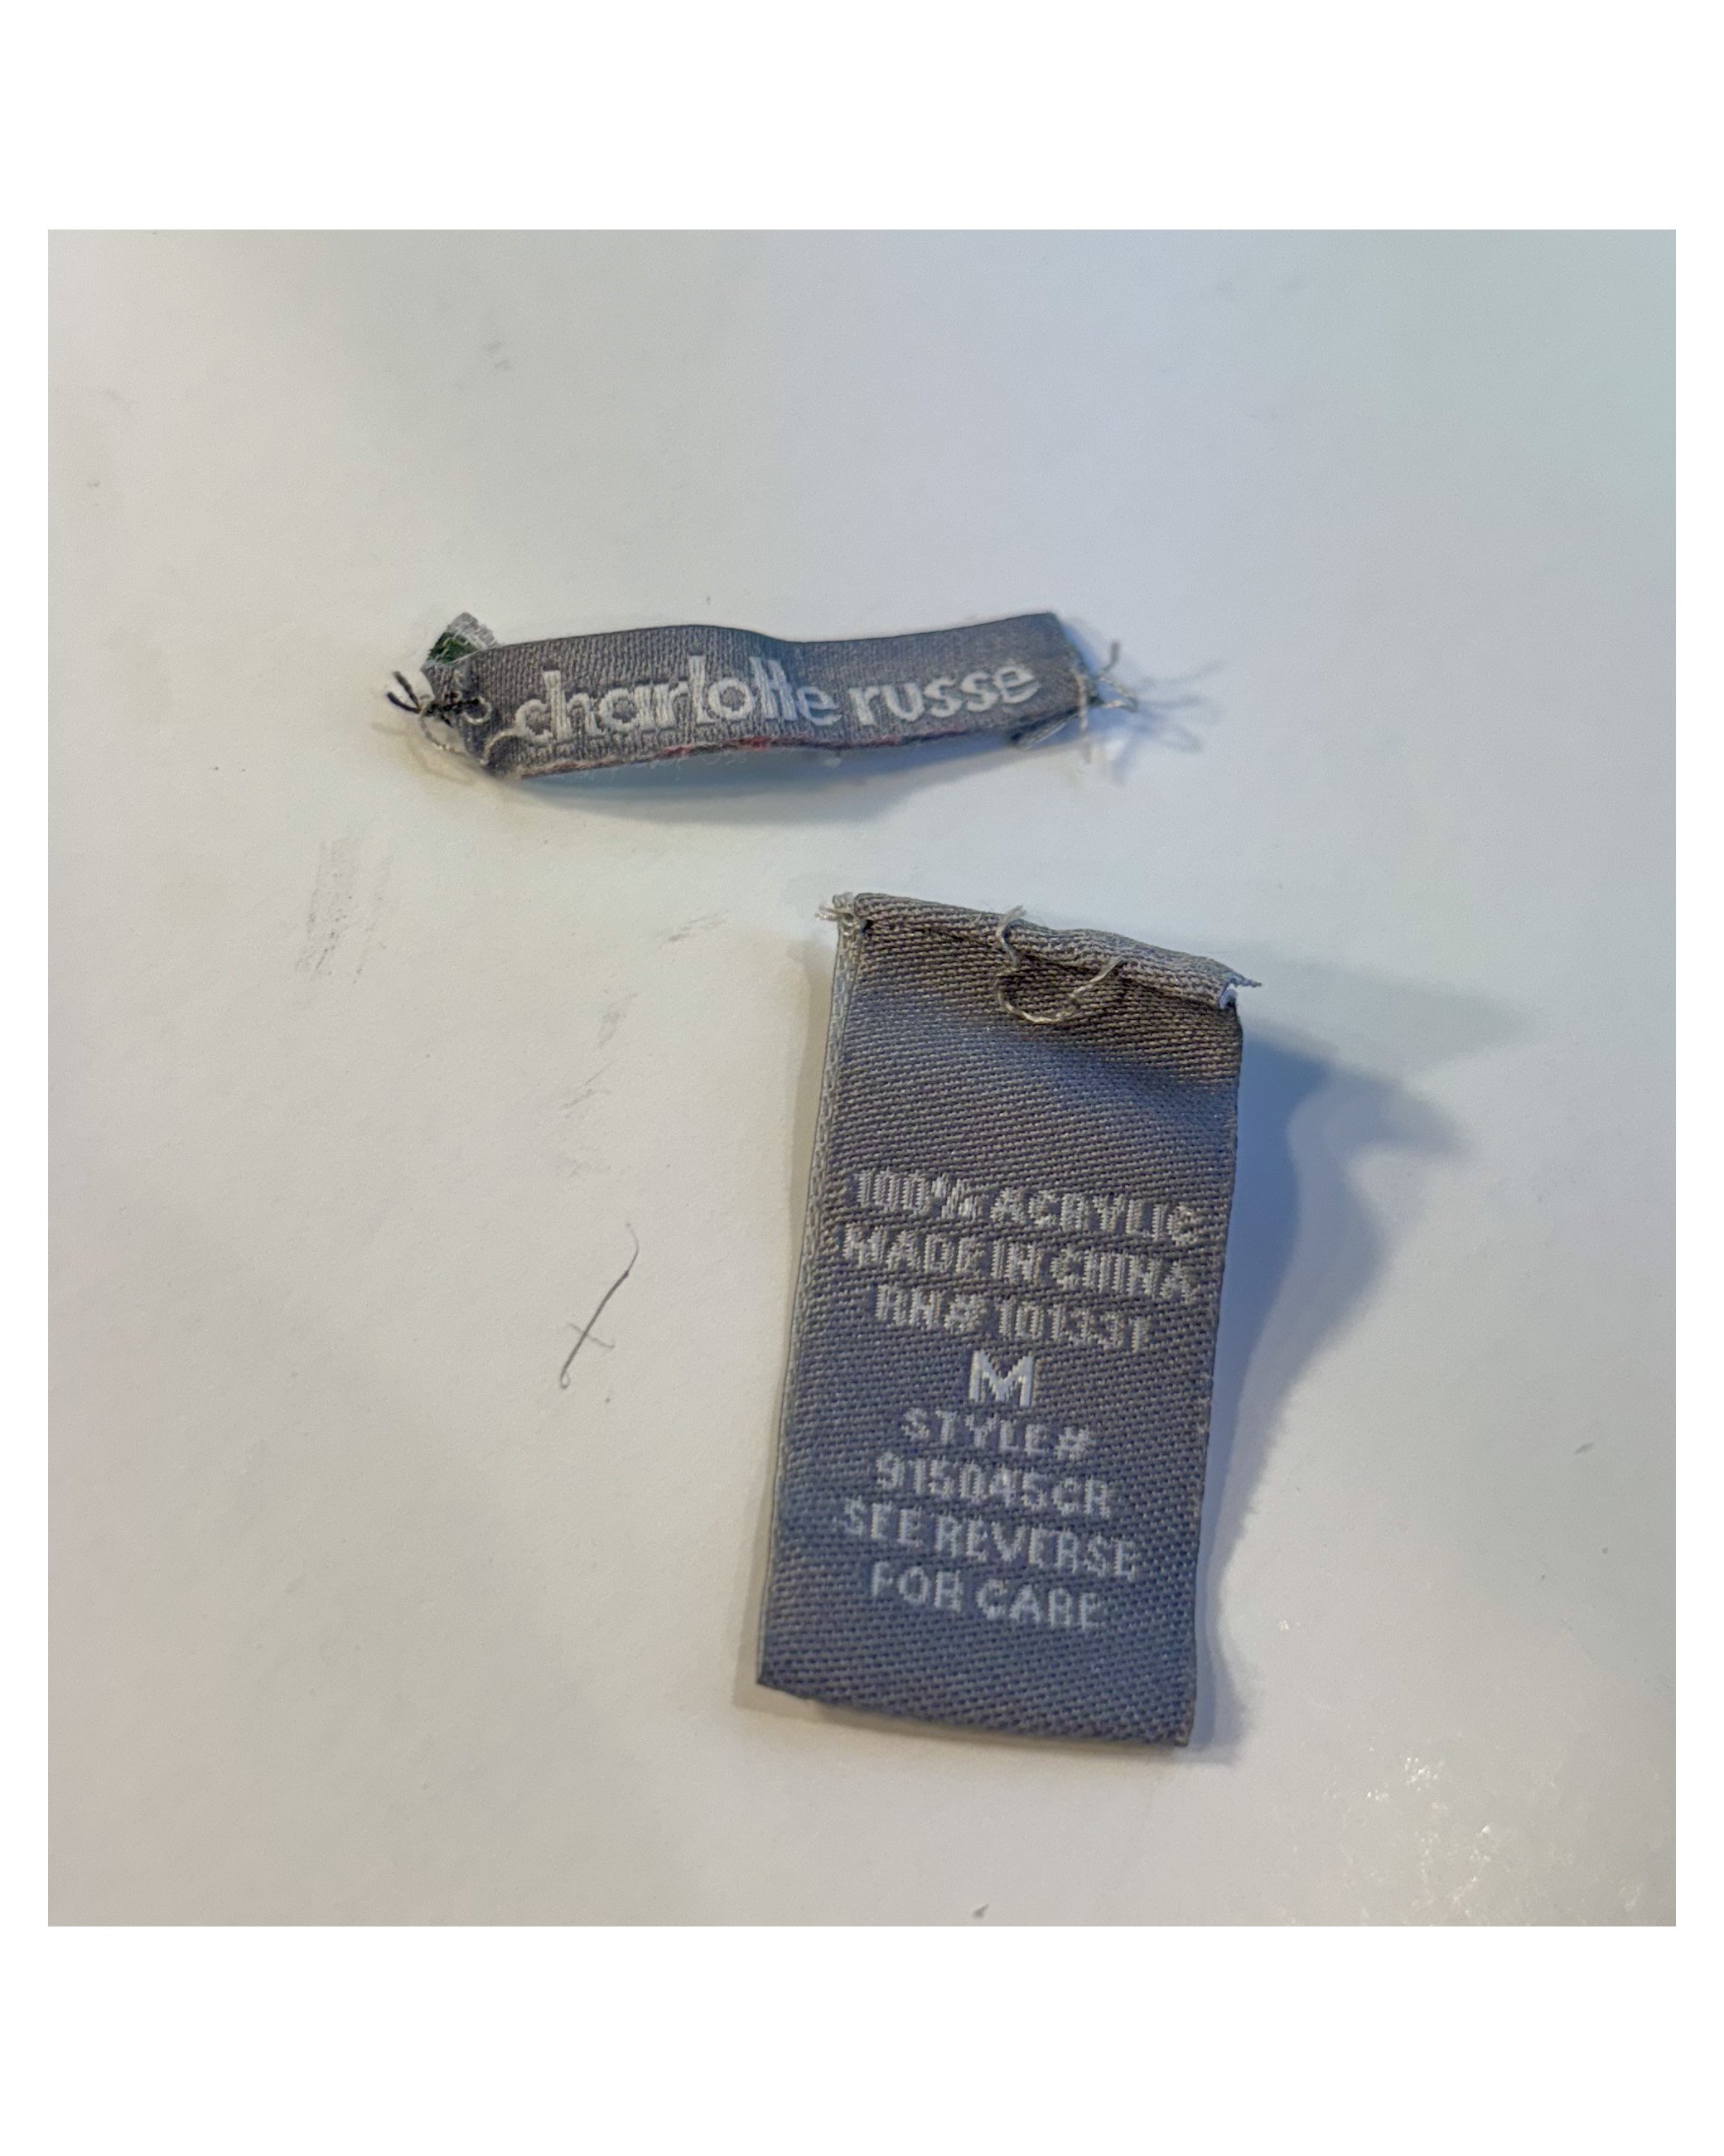 charlotte russe
100% ACRYLIC
MADE IN CHINA
RN# 101331
M
STYLE#
915045CR
SEE REVERSE
FOR CARE